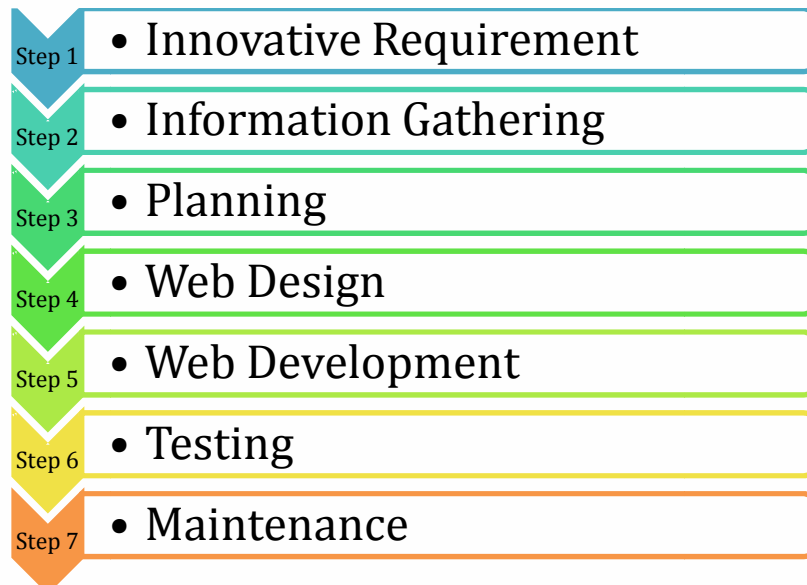 Step 1 • Innovative Requirement
Step 2 • Information Gathering
Step 3 • Planning
Step 4 • Web Design
Step 5 • Web Development
Step 6 • Testing
Step 7 • Maintenance